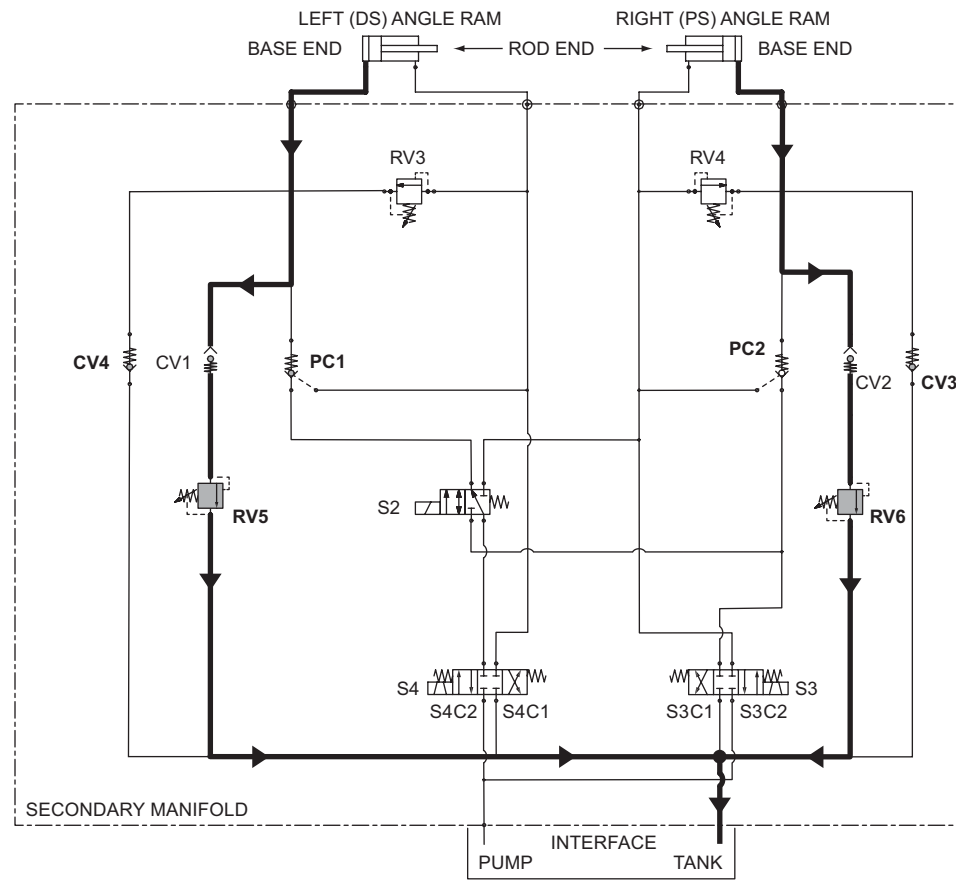 LEFT (DS) ANGLE RAM RIGHT (PS) ANGLE RAM
BASE END ROD END BASE END
RV3 RV4
CV4 CV1 PC1 PC2 CV2 CV3
S2
RV5 RV6
S4 S3
S4C2 S4C1 S3C1 S3C2
SECONDARY MANIFOLD
INTERFACE
PUMP TANK